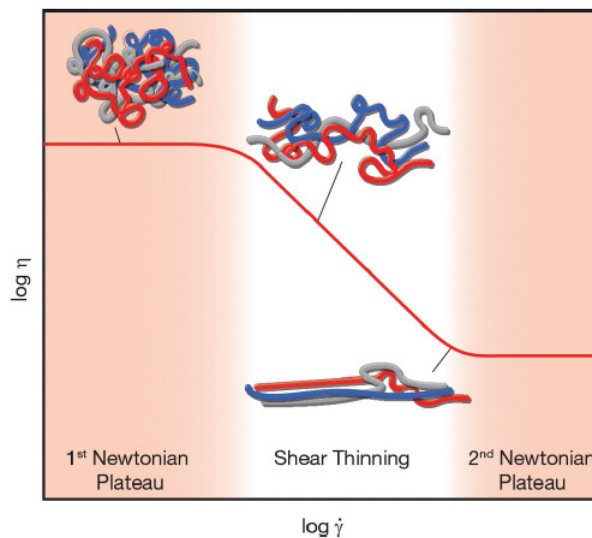 log η
1st Newtonian
Plateau
Shear Thinning
2nd Newtonian
Plateau
log γ̇